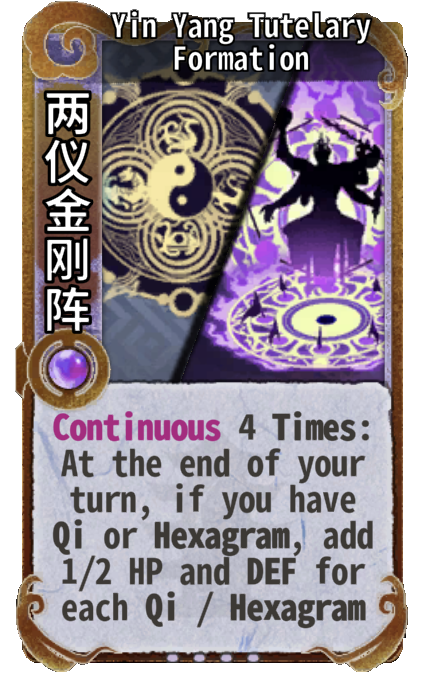 Yin Yang Tutelary
Formation
两仪金刚阵
Continuous 4 Times:
At the end of your
turn, if you have
Qi or Hexagram, add
1/2 HP and DEF for
each Qi / Hexagram